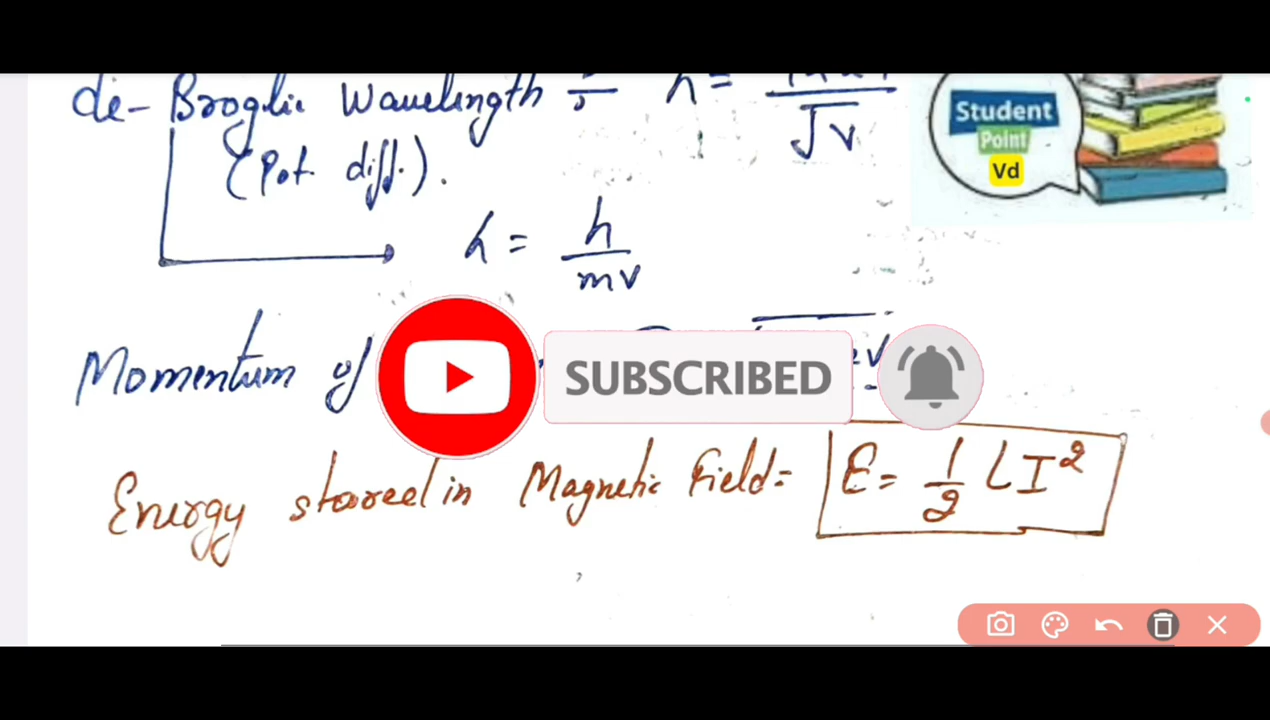 de-Broglie Wavelength λ =
√V
(Pot. diff.).
λ = h/mv
Student
Point
Vd
Momentum of
SUBSCRIBED
Energy stored in Magnetic Field = E = 1/2 LI²